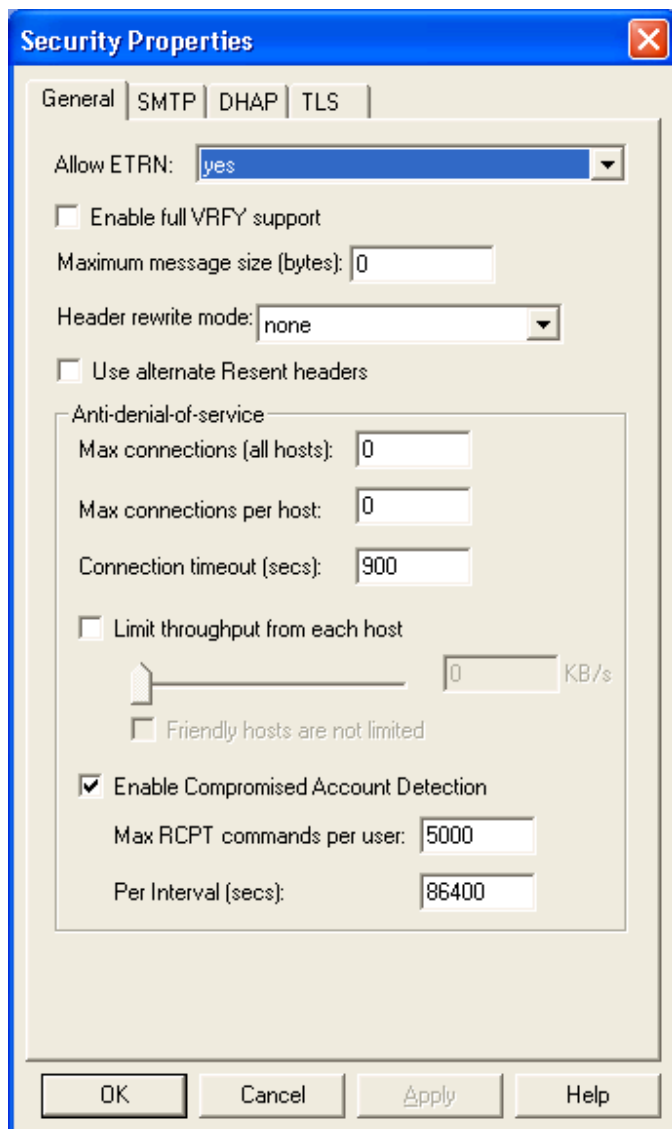 Security Properties
General SMTP DHAP TLS
Allow ETRN: yes
Enable full VRFY support
Maximum message size (bytes): 0
Header rewrite mode: none
Use alternate Resent headers
Anti-denial-of-service
Max connections (all hosts): 0
Max connections per host: 0
Connection timeout (secs): 900
Limit throughput from each host
0 KB/s
Friendly hosts are not limited
Enable Compromised Account Detection
Max RCPT commands per user: 5000
Per Interval (secs): 86400
OK Cancel Apply Help